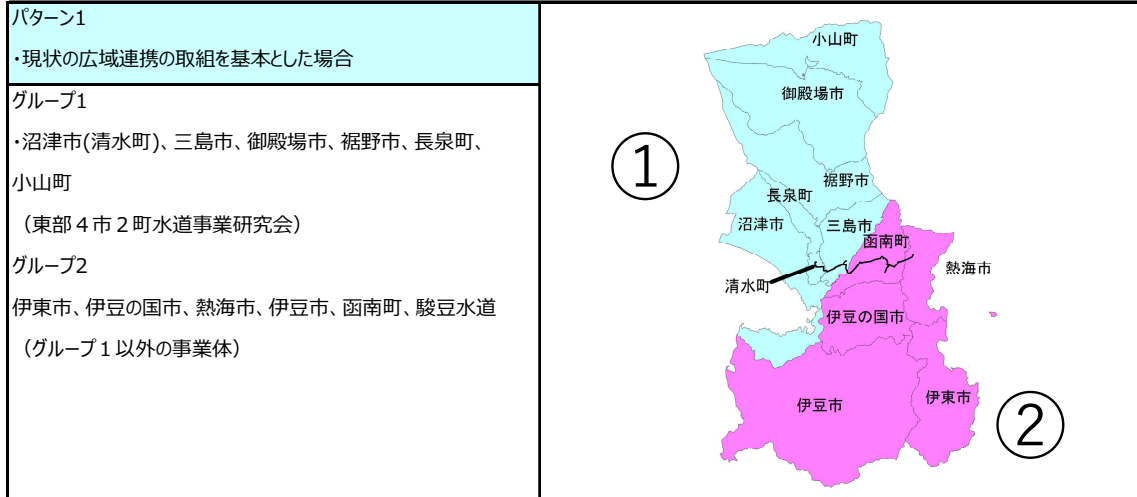 パターン1
・現状の広域連携の取組を基本とした場合
グループ1
・沼津市(清水町)、三島市、御殿場市、裾野市、長泉町、
小山町
（東部４市２町水道事業研究会）
グループ2
伊東市、伊豆の国市、熱海市、伊豆市、函南町、駿豆水道
（グループ１以外の事業体）
小山町
御殿場市
①
裾野市
長泉町
沼津市
三島市
函南町
熱海市
清水町
伊豆の国市
伊豆市
伊東市
②